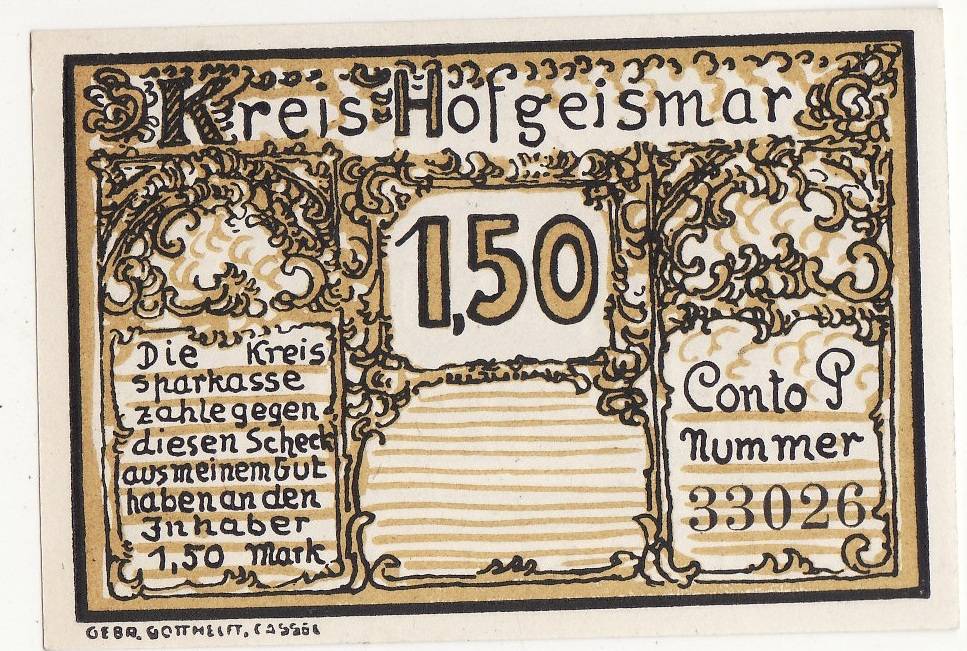 Kreis Hofgeismar
1,50
Die Kreis
sparkasse
zahle gegen
diesen Scheck
aus meinem Gut
haben an den
Inhaber
1,50 Mark
Conto P
Nummer
33026
GEBR. GOTTHELFT, CASSEL